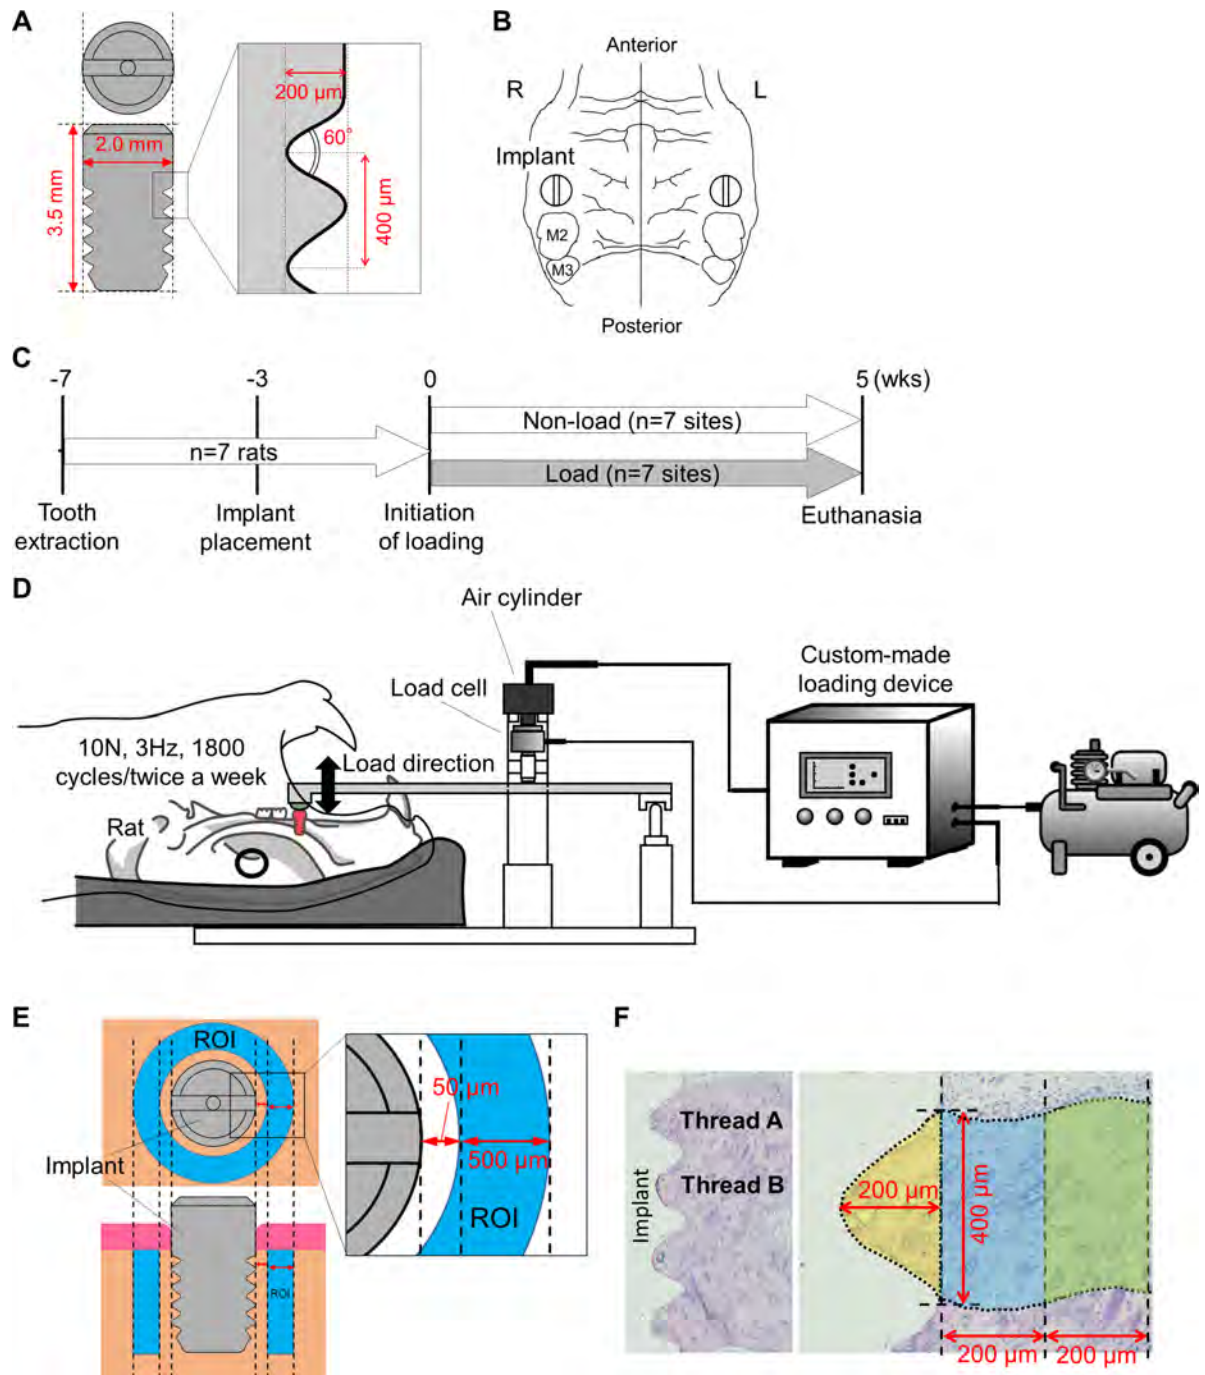 A
2.0 mm
3.5 mm
200 µm
60°
400 µm
B
Anterior
R
L
Implant
M2
M3
Posterior
C
-7
-3
0
5 (wks)
Non-load (n=7 sites)
n=7 rats
Load (n=7 sites)
Tooth
extraction
Implant
placement
Initiation
of loading
Euthanasia
D
Air cylinder
Load cell
Custom-made
loading device
10N, 3Hz, 1800
cycles/twice a week
Load direction
Rat
E
ROI
Implant
ROI
50 µm
500 µm
ROI
F
Implant
Thread A
Thread B
200 µm
400 µm
200 µm
200 µm